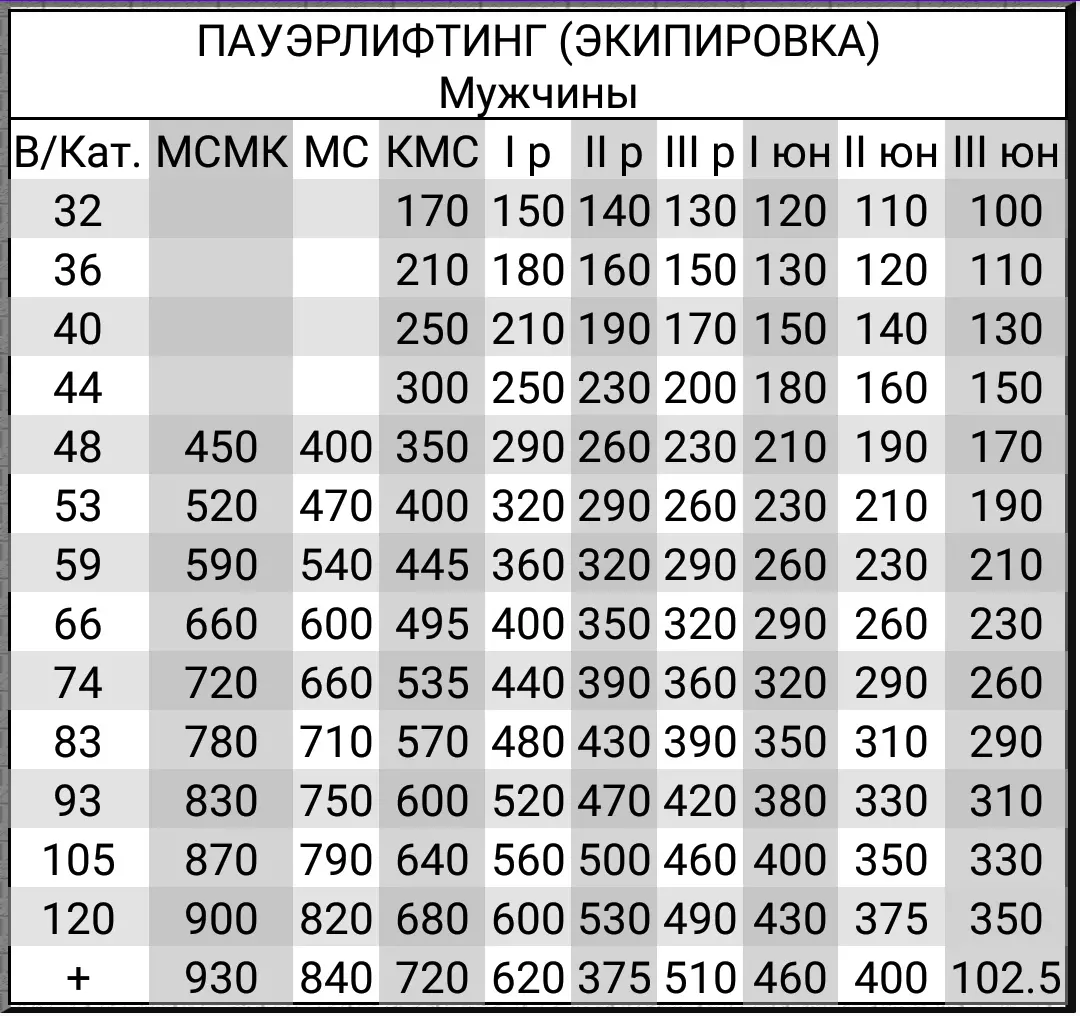 ПАУЭРЛИФТИНГ (ЭКИПИРОВКА)
Мужчины
В/Кат. МСМК МС КМС I р II р III р I юн II юн III юн
32 170 150 140 130 120 110 100
36 210 180 160 150 130 120 110
40 250 210 190 170 150 140 130
44 300 250 230 200 180 160 150
48 450 400 350 290 260 230 210 190 170
53 520 470 400 320 290 260 230 210 190
59 590 540 445 360 320 290 260 230 210
66 660 600 495 400 350 320 290 260 230
74 720 660 535 440 390 360 320 290 260
83 780 710 570 480 430 390 350 310 290
93 830 750 600 520 470 420 380 330 310
105 870 790 640 560 500 460 400 350 330
120 900 820 680 600 530 490 430 375 350
+ 930 840 720 620 375 510 460 400 102.5